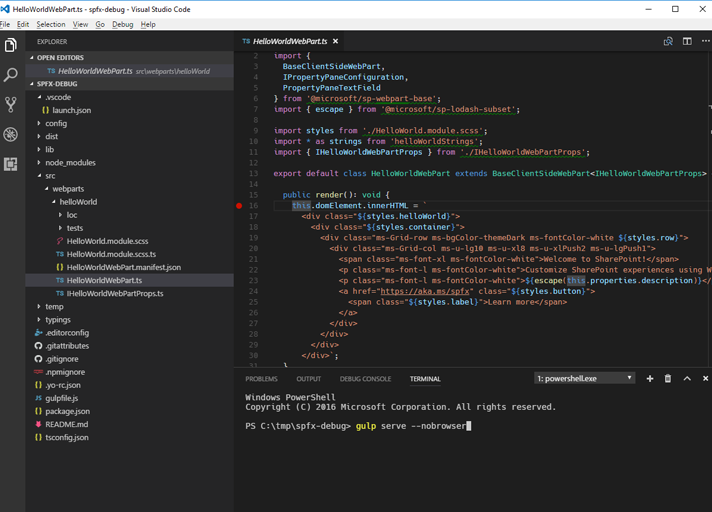 HelloWorldWebPart.ts - spfx-debug - Visual Studio Code
File Edit Selection View Go Debug Help
EXPLORER
OPEN EDITORS
TS HelloWorldWebPart.ts src\webparts\helloWorld
SPFX-DEBUG
.vscode
{} launch.json
config
dist
lib
node_modules
src
webparts
helloWorld
loc
tests
HelloWorld.module.scss
TS HelloWorld.module.scss.ts
{} HelloWorldWebPart.manifest.json
TS HelloWorldWebPart.ts
TS IHelloWorldWebPartProps.ts
temp
typings
.editorconfig
.gitattributes
.gitignore
.npmignore
{} .yo-rc.json
JS gulpfile.js
{} package.json
README.md
TS tsconfig.json
TS HelloWorldWebPart.ts
2 import {
3 BaseClientSideWebPart,
4 IPropertyPaneConfiguration,
5 PropertyPaneTextField
6 } from '@microsoft/sp-webpart-base';
7 import { escape } from '@microsoft/sp-lodash-subset';
8
9 import styles from './HelloWorld.module.scss';
10 import * as strings from 'helloWorldStrings';
11 import { IHelloWorldWebPartProps } from './IHelloWorldWebPartProps';
12
13 export default class HelloWorldWebPart extends BaseClientSideWebPart<IHelloWorldWebPartProps>
14
15 public render(): void {
16 this.domElement.innerHTML = `
17 <div class="${styles.helloWorld}">
18 <div class="${styles.container}">
19 <div class="ms-Grid-row ms-bgColor-themeDark ms-fontColor-white ${styles.row}">
20 <div class="ms-Grid-col ms-u-lg10 ms-u-xl8 ms-u-xlPush2 ms-u-lgPush1">
21 <span class="ms-font-xl ms-fontColor-white">Welcome to SharePoint!</span>
22 <p class="ms-font-l ms-fontColor-white">Customize SharePoint experiences using W
23 <p class="ms-font-l ms-fontColor-white">${escape(this.properties.description)}</
24 <a href="https://aka.ms/spfx" class="${styles.button}">
25 <span class="${styles.label}">Learn more</span>
26 </a>
27 </div>
28 </div>
29 </div>
30 </div>`;
31 }
PROBLEMS OUTPUT DEBUG CONSOLE TERMINAL 1: powershell.exe
Windows PowerShell
Copyright (C) 2016 Microsoft Corporation. All rights reserved.
PS C:\tmp\spfx-debug> gulp serve --nobrowser